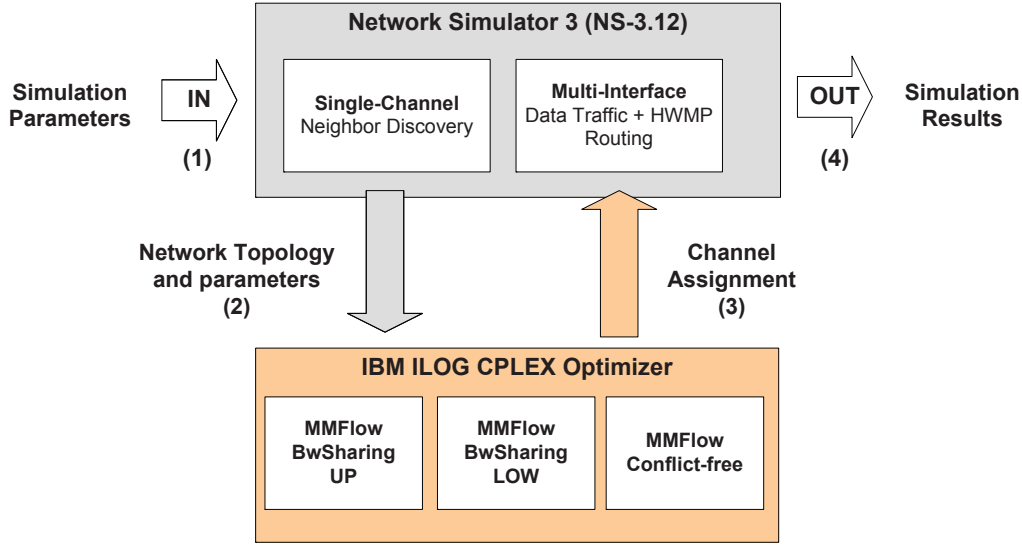 Network Simulator 3 (NS-3.12)
Simulation
Parameters
IN
(1)
Single-Channel
Neighbor Discovery
Multi-Interface
Data Traffic + HWMP
Routing
OUT
(4)
Simulation
Results
Network Topology
and parameters
(2)
Channel
Assignment
(3)
IBM ILOG CPLEX Optimizer
MMFlow
BwSharing
UP
MMFlow
BwSharing
LOW
MMFlow
Conflict-free